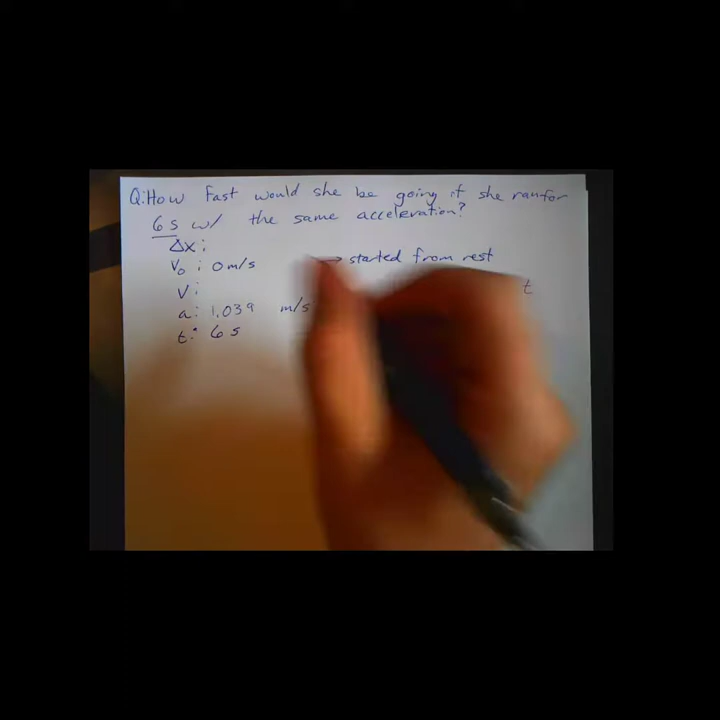 Q: How Fast would she be going if she ran for
6 s w/ the same acceleration?
Δx:
V₀: 0 m/s → started from rest
V: t
a: 1.039 m/s
t: 6 s